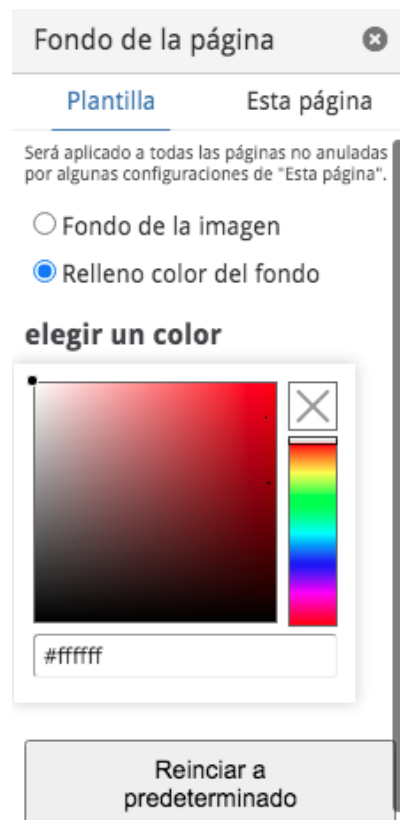 Fondo de la página
Plantilla Esta página
Será aplicado a todas las páginas no anuladas
por algunas configuraciones de "Esta página".
Fondo de la imagen
Relleno color del fondo
elegir un color
#ffffff
Reinciar a
predeterminado